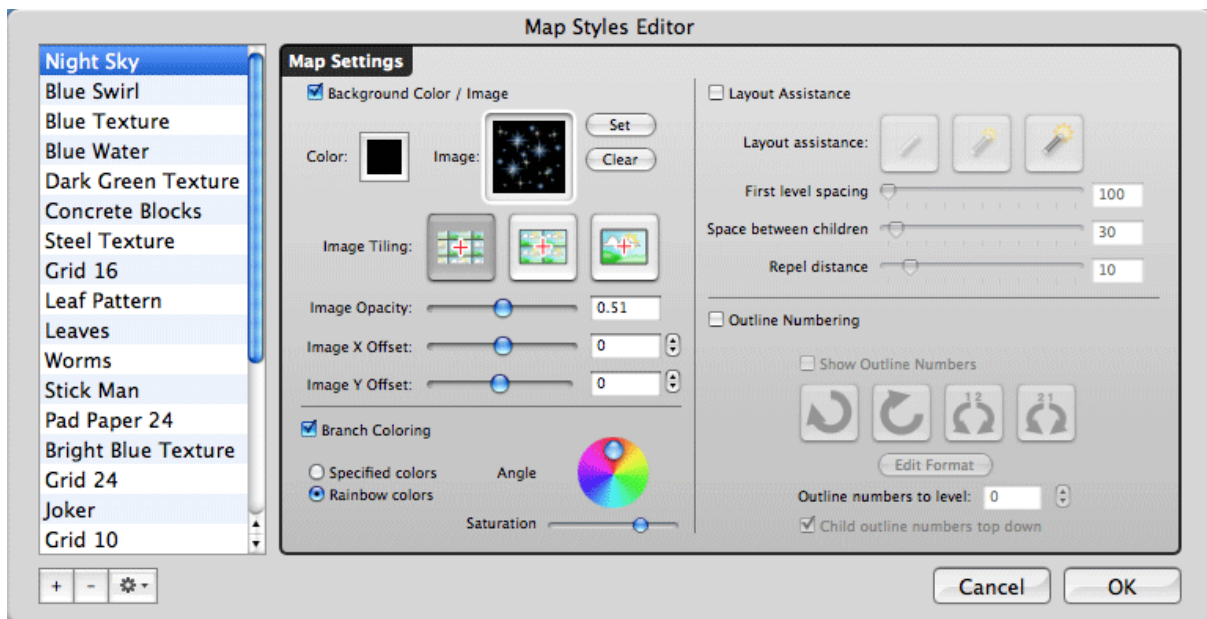 Map Styles Editor
Night Sky
Blue Swirl
Blue Texture
Blue Water
Dark Green Texture
Concrete Blocks
Steel Texture
Grid 16
Leaf Pattern
Leaves
Worms
Stick Man
Pad Paper 24
Bright Blue Texture
Grid 24
Joker
Grid 10
+ -
Map Settings
Background Color / Image
Color:
Image:
Set
Clear
Image Tiling:
Image Opacity: 0.51
Image X Offset: 0
Image Y Offset: 0
Branch Coloring
Specified colors
Rainbow colors
Angle
Saturation
Layout Assistance
Layout assistance:
First level spacing 100
Space between children 30
Repel distance 10
Outline Numbering
Show Outline Numbers
1 2
2 1
Edit Format
Outline numbers to level: 0
Child outline numbers top down
Cancel
OK